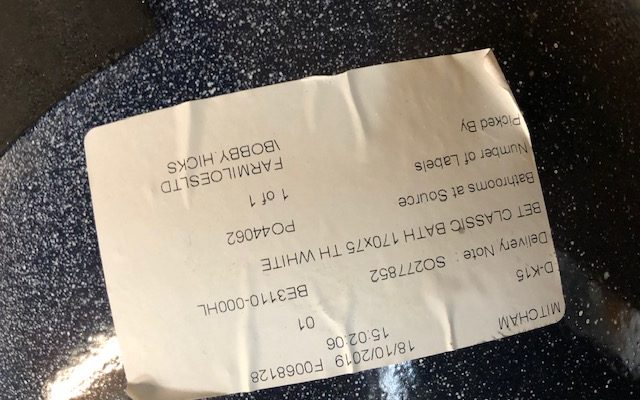 MITCHAM 18/10/2019 F0068128
D-K15 15:02:06
Delivery Note : SO277852 01
BE3110-000HL
BET CLASSIC BATH 170x75 TH WHITE
Bathrooms at Source PO44062
Number of Labels 1 of 1
Picked By FARMILOESLTD
\BOBBY.HICKS